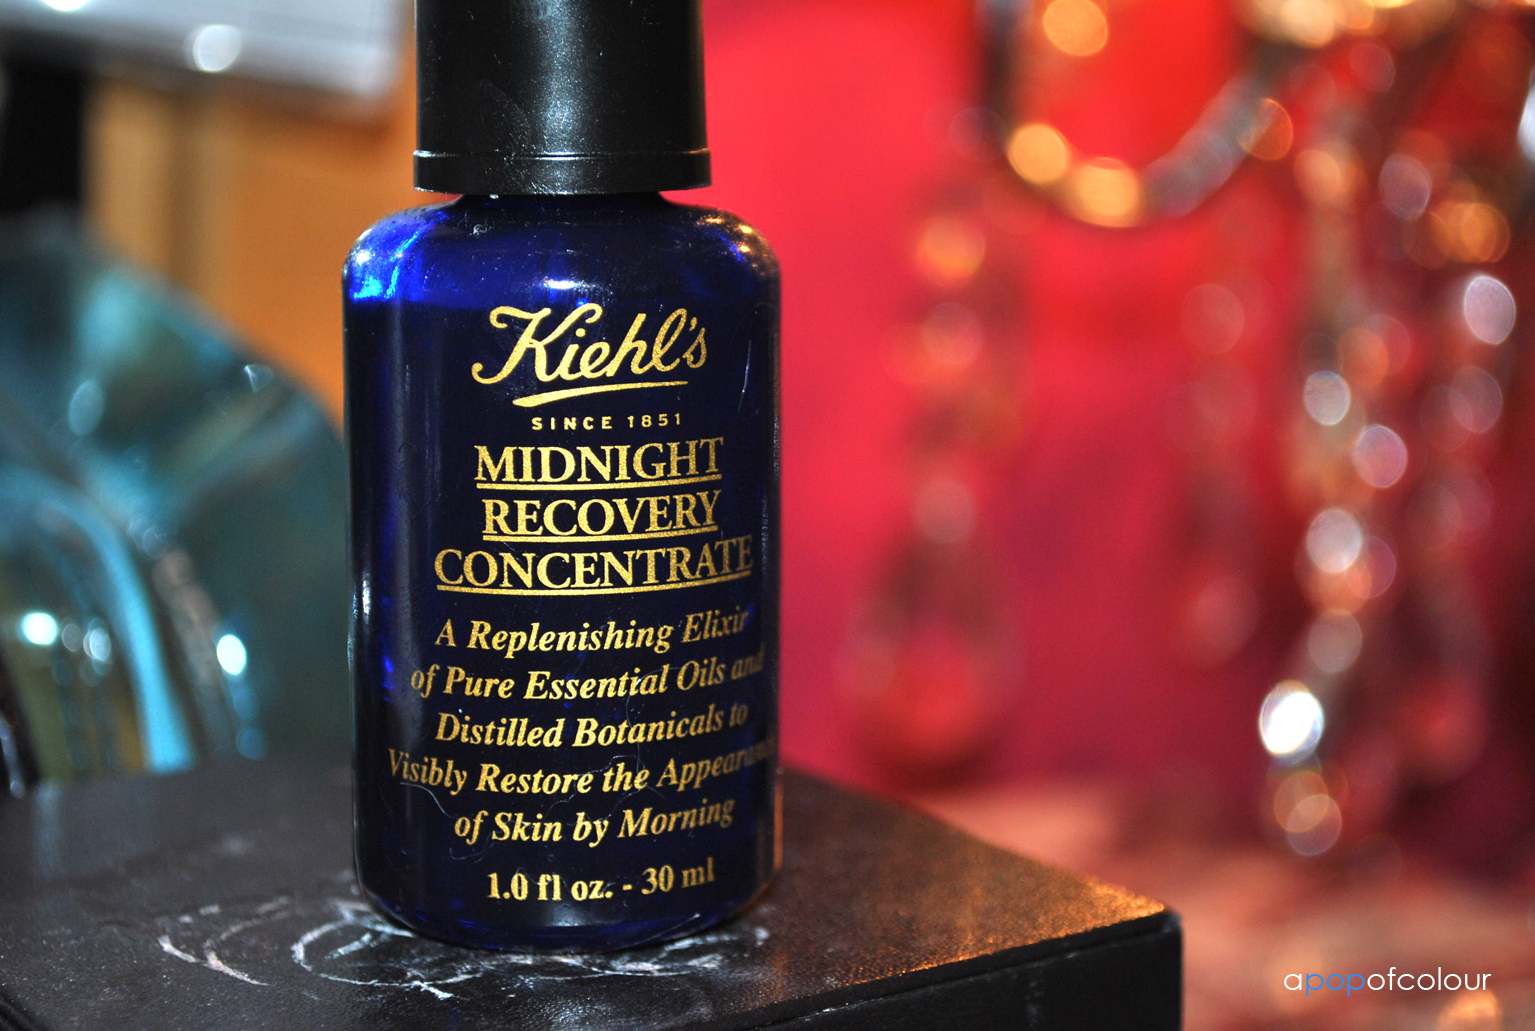 Kiehl's
SINCE 1851
MIDNIGHT
RECOVERY
CONCENTRATE
A Replenishing Elixir
of Pure Essential Oils and
Distilled Botanicals to
Visibly Restore the
of Skin by Morning
1.0 fl oz. - 30 ml
apopofcolour